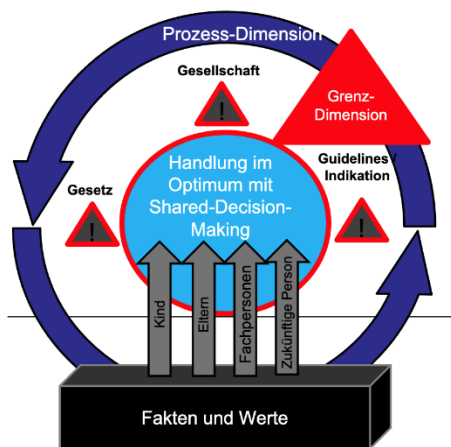 Prozess-Dimension
Gesellschaft
Grenz-
Dimension
!
Guidelines /
Indikation
Gesetz
!
!
Handlung im
Optimum mit
Shared-Decision-
Making
Kind
Eltern
Fachpersonen
Zukünftige Person
Fakten und Werte